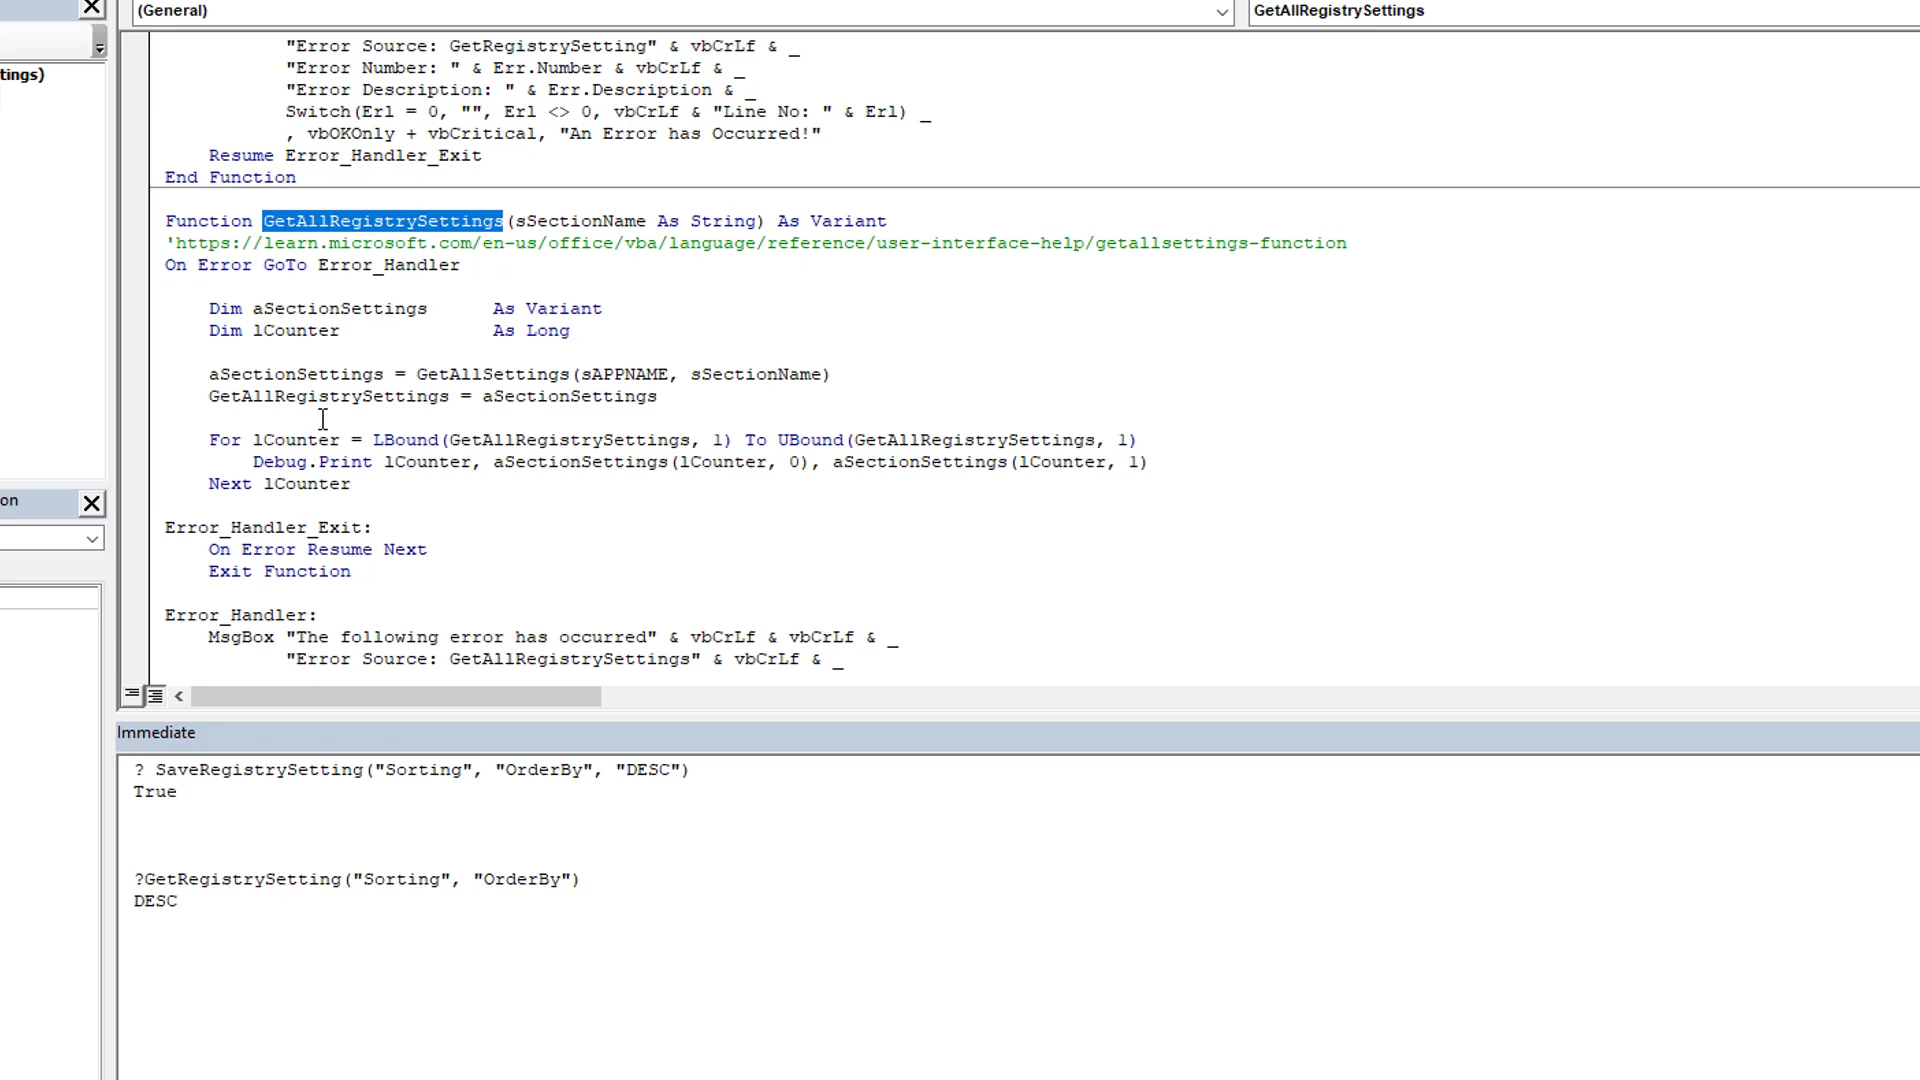 (General)
GetAllRegistrySettings
tings)
on
"Error Source: GetRegistrySetting" & vbCrLf & _
"Error Number: " & Err.Number & vbCrLf & _
"Error Description: " & Err.Description & _
Switch(Erl = 0, "", Erl <> 0, vbCrLf & "Line No: " & Erl) _
, vbOKOnly + vbCritical, "An Error has Occurred!"
Resume Error_Handler_Exit
End Function
Function GetAllRegistrySettings(sSectionName As String) As Variant
'https://learn.microsoft.com/en-us/office/vba/language/reference/user-interface-help/getallsettings-function
On Error GoTo Error_Handler
Dim aSectionSettings As Variant
Dim lCounter As Long
aSectionSettings = GetAllSettings(sAPPNAME, sSectionName)
GetAllRegistrySettings = aSectionSettings
For lCounter = LBound(GetAllRegistrySettings, 1) To UBound(GetAllRegistrySettings, 1)
Debug.Print lCounter, aSectionSettings(lCounter, 0), aSectionSettings(lCounter, 1)
Next lCounter
Error_Handler_Exit:
On Error Resume Next
Exit Function
Error_Handler:
MsgBox "The following error has occurred" & vbCrLf & vbCrLf & _
"Error Source: GetAllRegistrySettings" & vbCrLf & _
Immediate
? SaveRegistrySetting("Sorting", "OrderBy", "DESC")
True
?GetRegistrySetting("Sorting", "OrderBy")
DESC